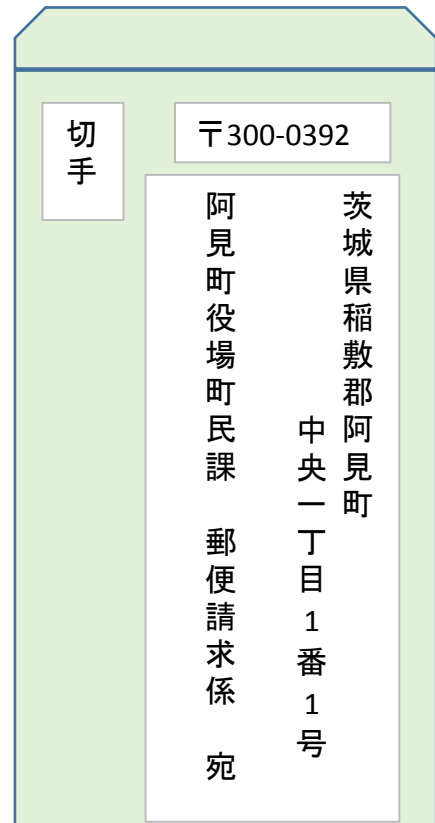 切手
〒300-0392
茨城県稲敷郡阿見町
中央一丁目1番1号
阿見町役場町民課　郵便請求係　宛